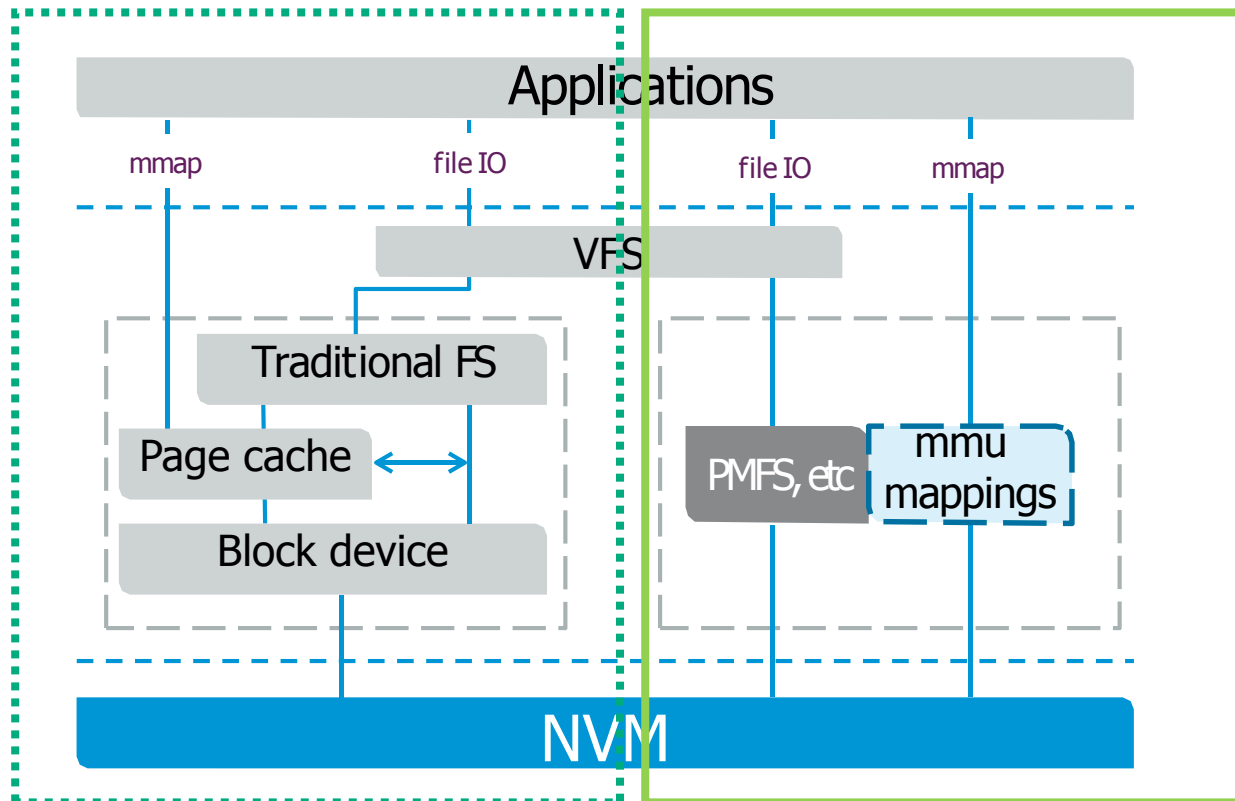 Applications
mmap
file IO
file IO
mmap
VFS
Traditional FS
Page cache
PMFS, etc
mmu
mappings
Block device
NVM